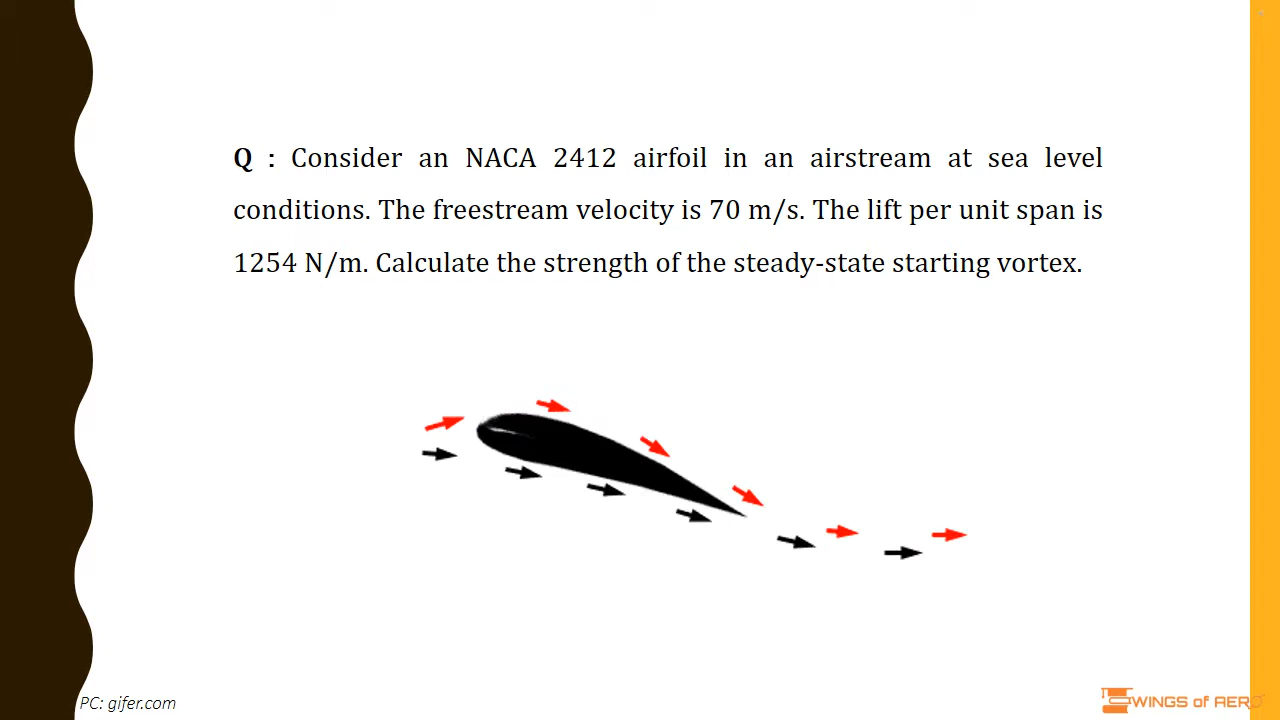 Q : Consider an NACA 2412 airfoil in an airstream at sea level
conditions. The freestream velocity is 70 m/s. The lift per unit span is
1254 N/m. Calculate the strength of the steady-state starting vortex.
PC: gifer.com
WINGS of AERO